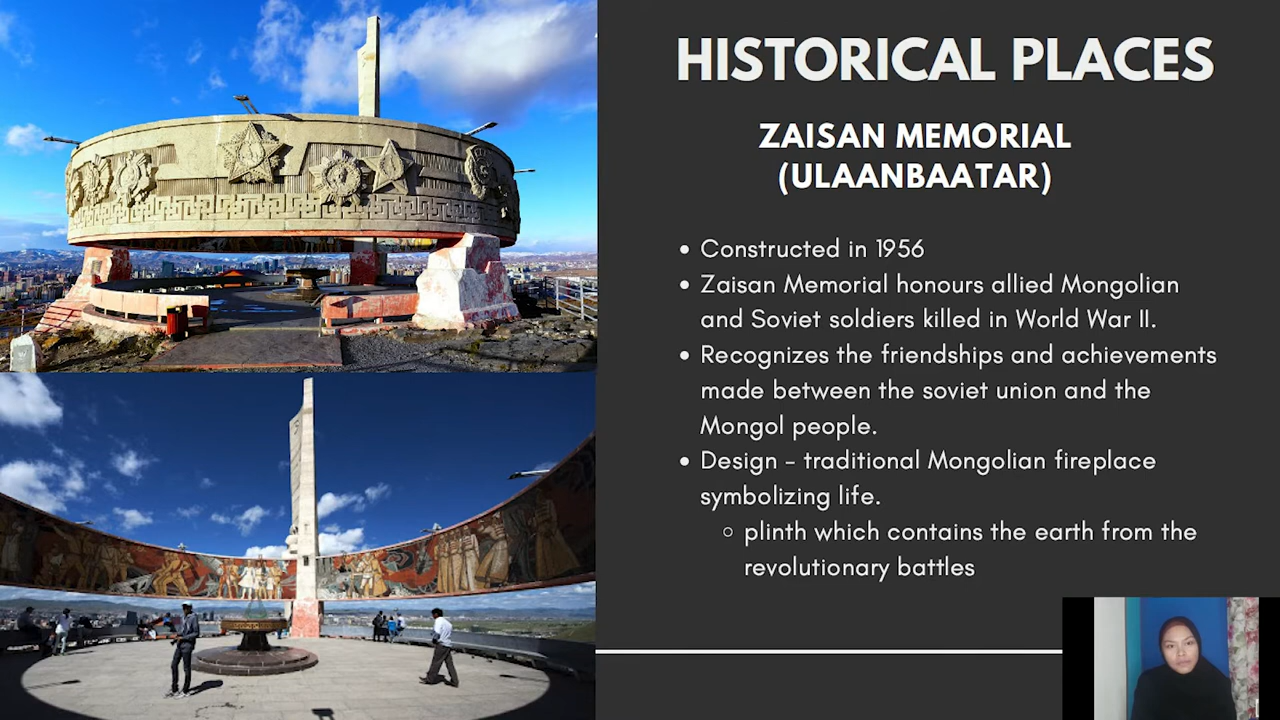 HISTORICAL PLACES
ZAISAN MEMORIAL
(ULAANBAATAR)
• Constructed in 1956
• Zaisan Memorial honours allied Mongolian
and Soviet soldiers killed in World War II.
• Recognizes the friendships and achievements
made between the soviet union and the
Mongol people.
• Design - traditional Mongolian fireplace
symbolizing life.
○ plinth which contains the earth from the
revolutionary battles